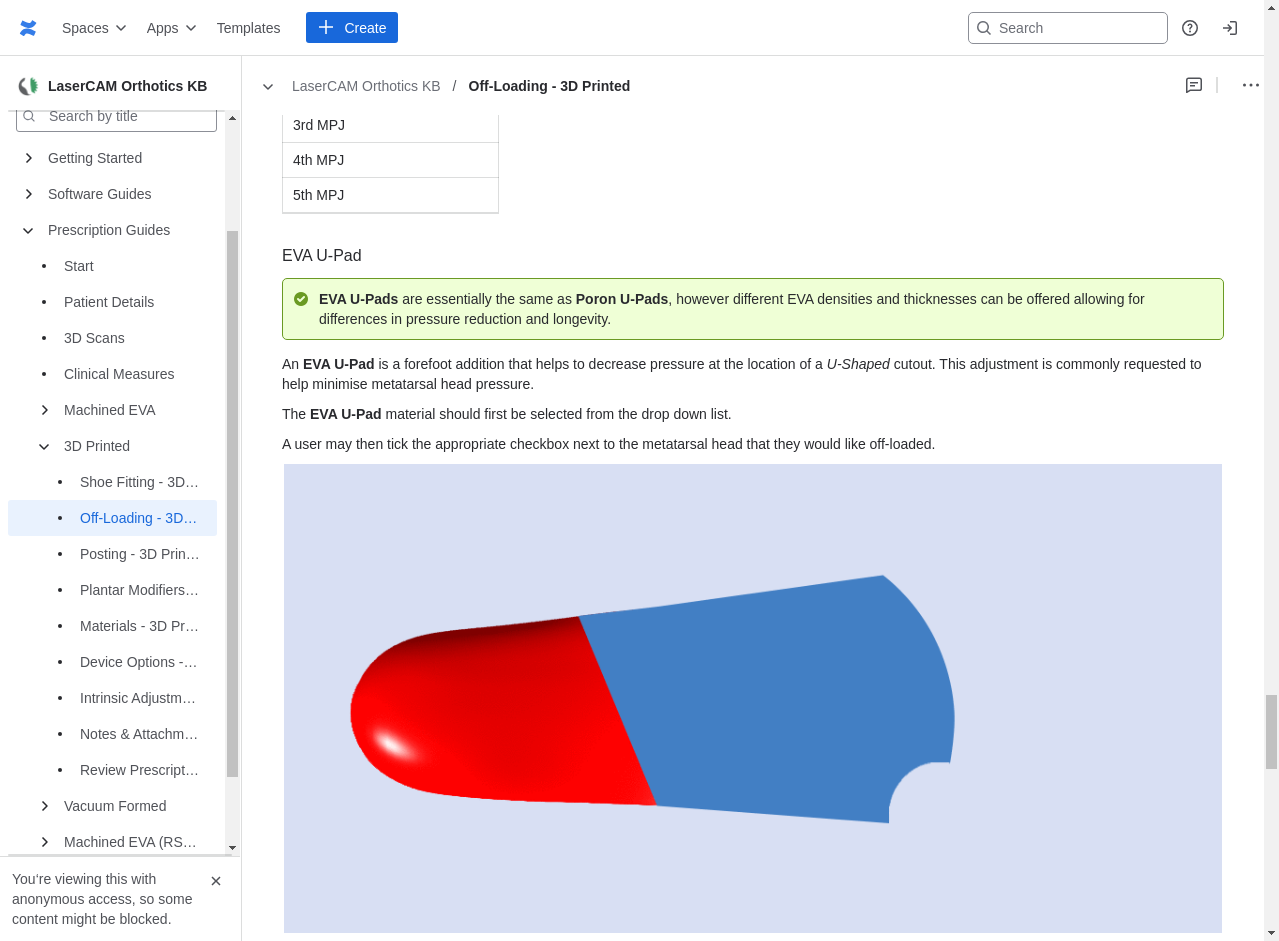 Spaces
Apps
Templates
Create
Search
LaserCAM Orthotics KB
Search by title
Getting Started
Software Guides
Prescription Guides
Start
Patient Details
3D Scans
Clinical Measures
Machined EVA
3D Printed
Shoe Fitting - 3D…
Off-Loading - 3D…
Posting - 3D Prin…
Plantar Modifiers…
Materials - 3D Pr…
Device Options -…
Intrinsic Adjustm…
Notes & Attachm…
Review Prescript…
Vacuum Formed
Machined EVA (RS…
You're viewing this with
anonymous access, so some
content might be blocked.
LaserCAM Orthotics KB / Off-Loading - 3D Printed
3rd MPJ
4th MPJ
5th MPJ
EVA U-Pad
EVA U-Pads are essentially the same as Poron U-Pads, however different EVA densities and thicknesses can be offered allowing for
differences in pressure reduction and longevity.
An EVA U-Pad is a forefoot addition that helps to decrease pressure at the location of a U-Shaped cutout. This adjustment is commonly requested to
help minimise metatarsal head pressure.
The EVA U-Pad material should first be selected from the drop down list.
A user may then tick the appropriate checkbox next to the metatarsal head that they would like off-loaded.